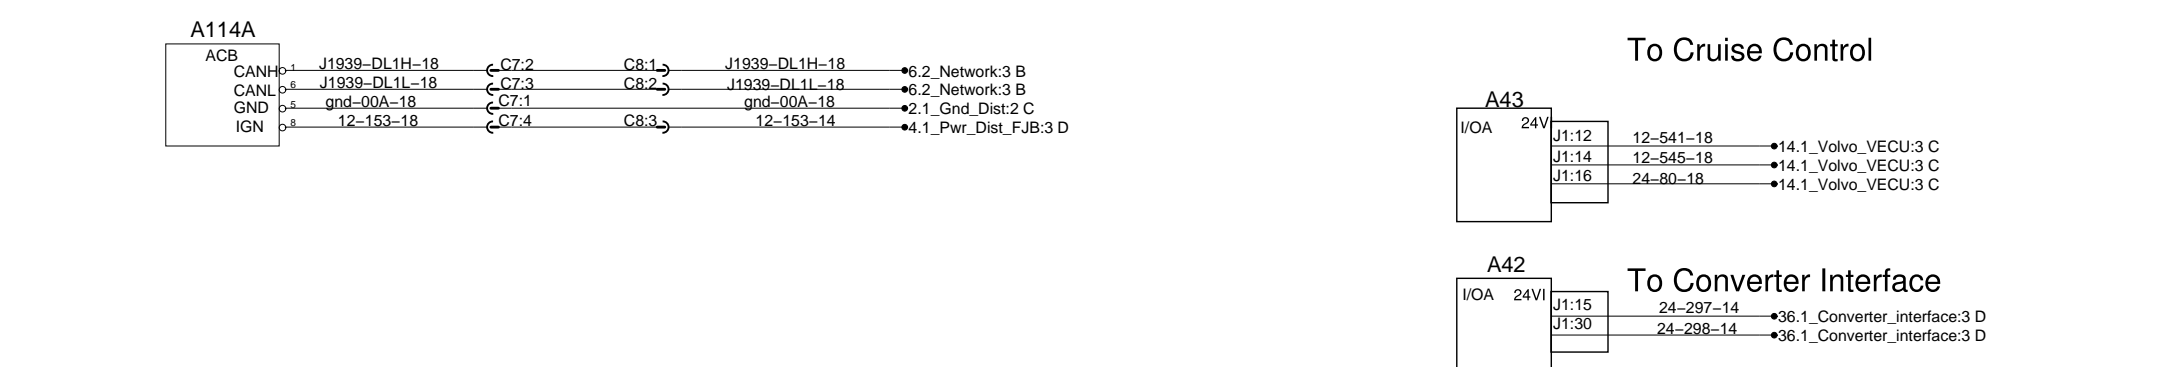 A114A
ACB
CANH 1 J1939–DL1H–18 C7:2 C8:1 J1939–DL1H–18 6.2_Network:3 B
CANL 6 J1939–DL1L–18 C7:3 C8:2 J1939–DL1L–18 6.2_Network:3 B
GND 5 gnd–00A–18 C7:1 gnd–00A–18 2.1_Gnd_Dist:2 C
IGN 8 12–153–18 C7:4 C8:3 12–153–14 4.1_Pwr_Dist_FJB:3 D
To Cruise Control
A43
I/OA 24V
J1:12 12–541–18 14.1_Volvo_VECU:3 C
J1:14 12–545–18 14.1_Volvo_VECU:3 C
J1:16 24–80–18 14.1_Volvo_VECU:3 C
A42
To Converter Interface
I/OA 24VI
J1:15 24–297–14 36.1_Converter_interface:3 D
J1:30 24–298–14 36.1_Converter_interface:3 D